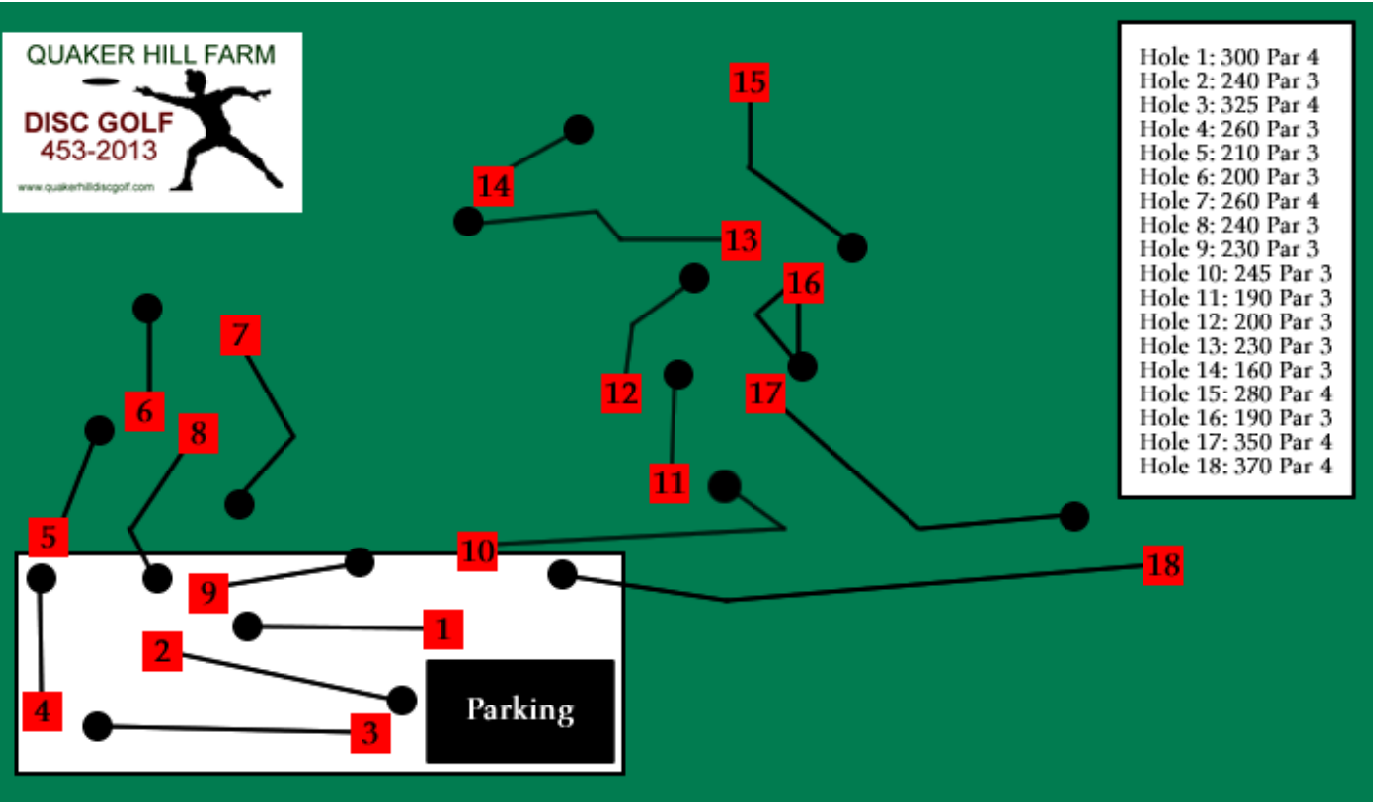 QUAKER HILL FARM
DISC GOLF
453-2013
www.quakerhilldiscgolf.com
Hole 1: 300 Par 4
Hole 2: 240 Par 3
Hole 3: 325 Par 4
Hole 4: 260 Par 3
Hole 5: 210 Par 3
Hole 6: 200 Par 3
Hole 7: 260 Par 4
Hole 8: 240 Par 3
Hole 9: 230 Par 3
Hole 10: 245 Par 3
Hole 11: 190 Par 3
Hole 12: 200 Par 3
Hole 13: 230 Par 3
Hole 14: 160 Par 3
Hole 15: 280 Par 4
Hole 16: 190 Par 3
Hole 17: 350 Par 4
Hole 18: 370 Par 4
15
14
13
16
7
12
17
6
8
11
5
10
18
9
1
2
4
3
Parking